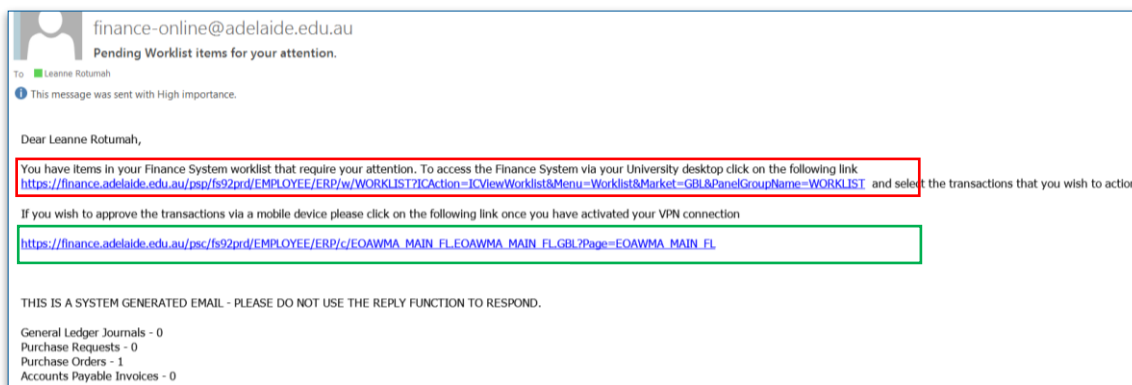 finance-online@adelaide.edu.au
Pending Worklist items for your attention.
To Leanne Rotumah
This message was sent with High importance.
Dear Leanne Rotumah,
You have items in your Finance System worklist that require your attention. To access the Finance System via your University desktop click on the following link
https://finance.adelaide.edu.au/psp/fs92prd/EMPLOYEE/ERP/w/WORKLIST?ICAction=ICViewWorklist&Menu=Worklist&Market=GBL&PanelGroupName=WORKLIST and select the transactions that you wish to action
If you wish to approve the transactions via a mobile device please click on the following link once you have activated your VPN connection
https://finance.adelaide.edu.au/psc/fs92prd/EMPLOYEE/ERP/c/EOAWMA_MAIN_FL.EOAWMA_MAIN_FL.GBL?Page=EOAWMA_MAIN_FL
THIS IS A SYSTEM GENERATED EMAIL - PLEASE DO NOT USE THE REPLY FUNCTION TO RESPOND.
General Ledger Journals - 0
Purchase Requests - 0
Purchase Orders - 1
Accounts Payable Invoices - 0